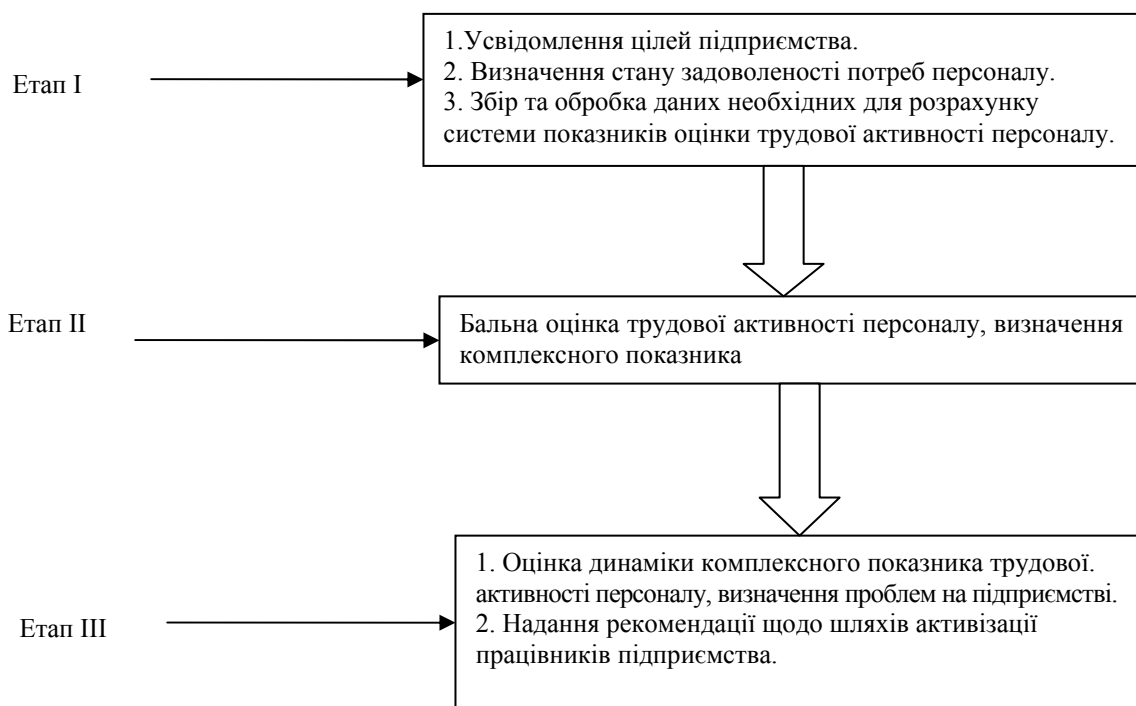 Етап I
1.Усвідомлення цілей підприємства.
2. Визначення стану задоволеності потреб персоналу.
3. Збір та обробка даних необхідних для розрахунку
системи показників оцінки трудової активності персоналу.
Етап II
Бальна оцінка трудової активності персоналу, визначення
комплексного показника
Етап III
1. Оцінка динаміки комплексного показника трудової.
активності персоналу, визначення проблем на підприємстві.
2. Надання рекомендації щодо шляхів активізації
працівників підприємства.